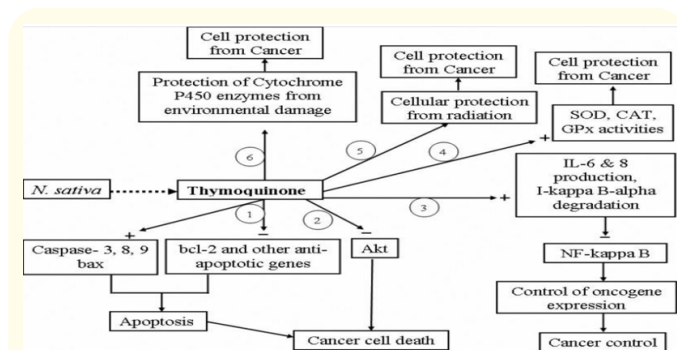 Cell protection
from Cancer
Cell protection
from Cancer
Cell protection
from Cancer
Protection of Cytochrome
P450 enzymes from
environmental damage
Cellular protection
from radiation
SOD, CAT,
GPx activities
+
6
5
4
IL-6 & 8
production,
I-kappa B-alpha
degradation
N. sativa
Thymoquinone
3
+
1
2
+
–
–
–
Caspase- 3, 8, 9
bax
bcl-2 and other anti-
apoptotic genes
Akt
NF-kappa B
Control of oncogene
expression
Apoptosis
Cancer cell death
Cancer control